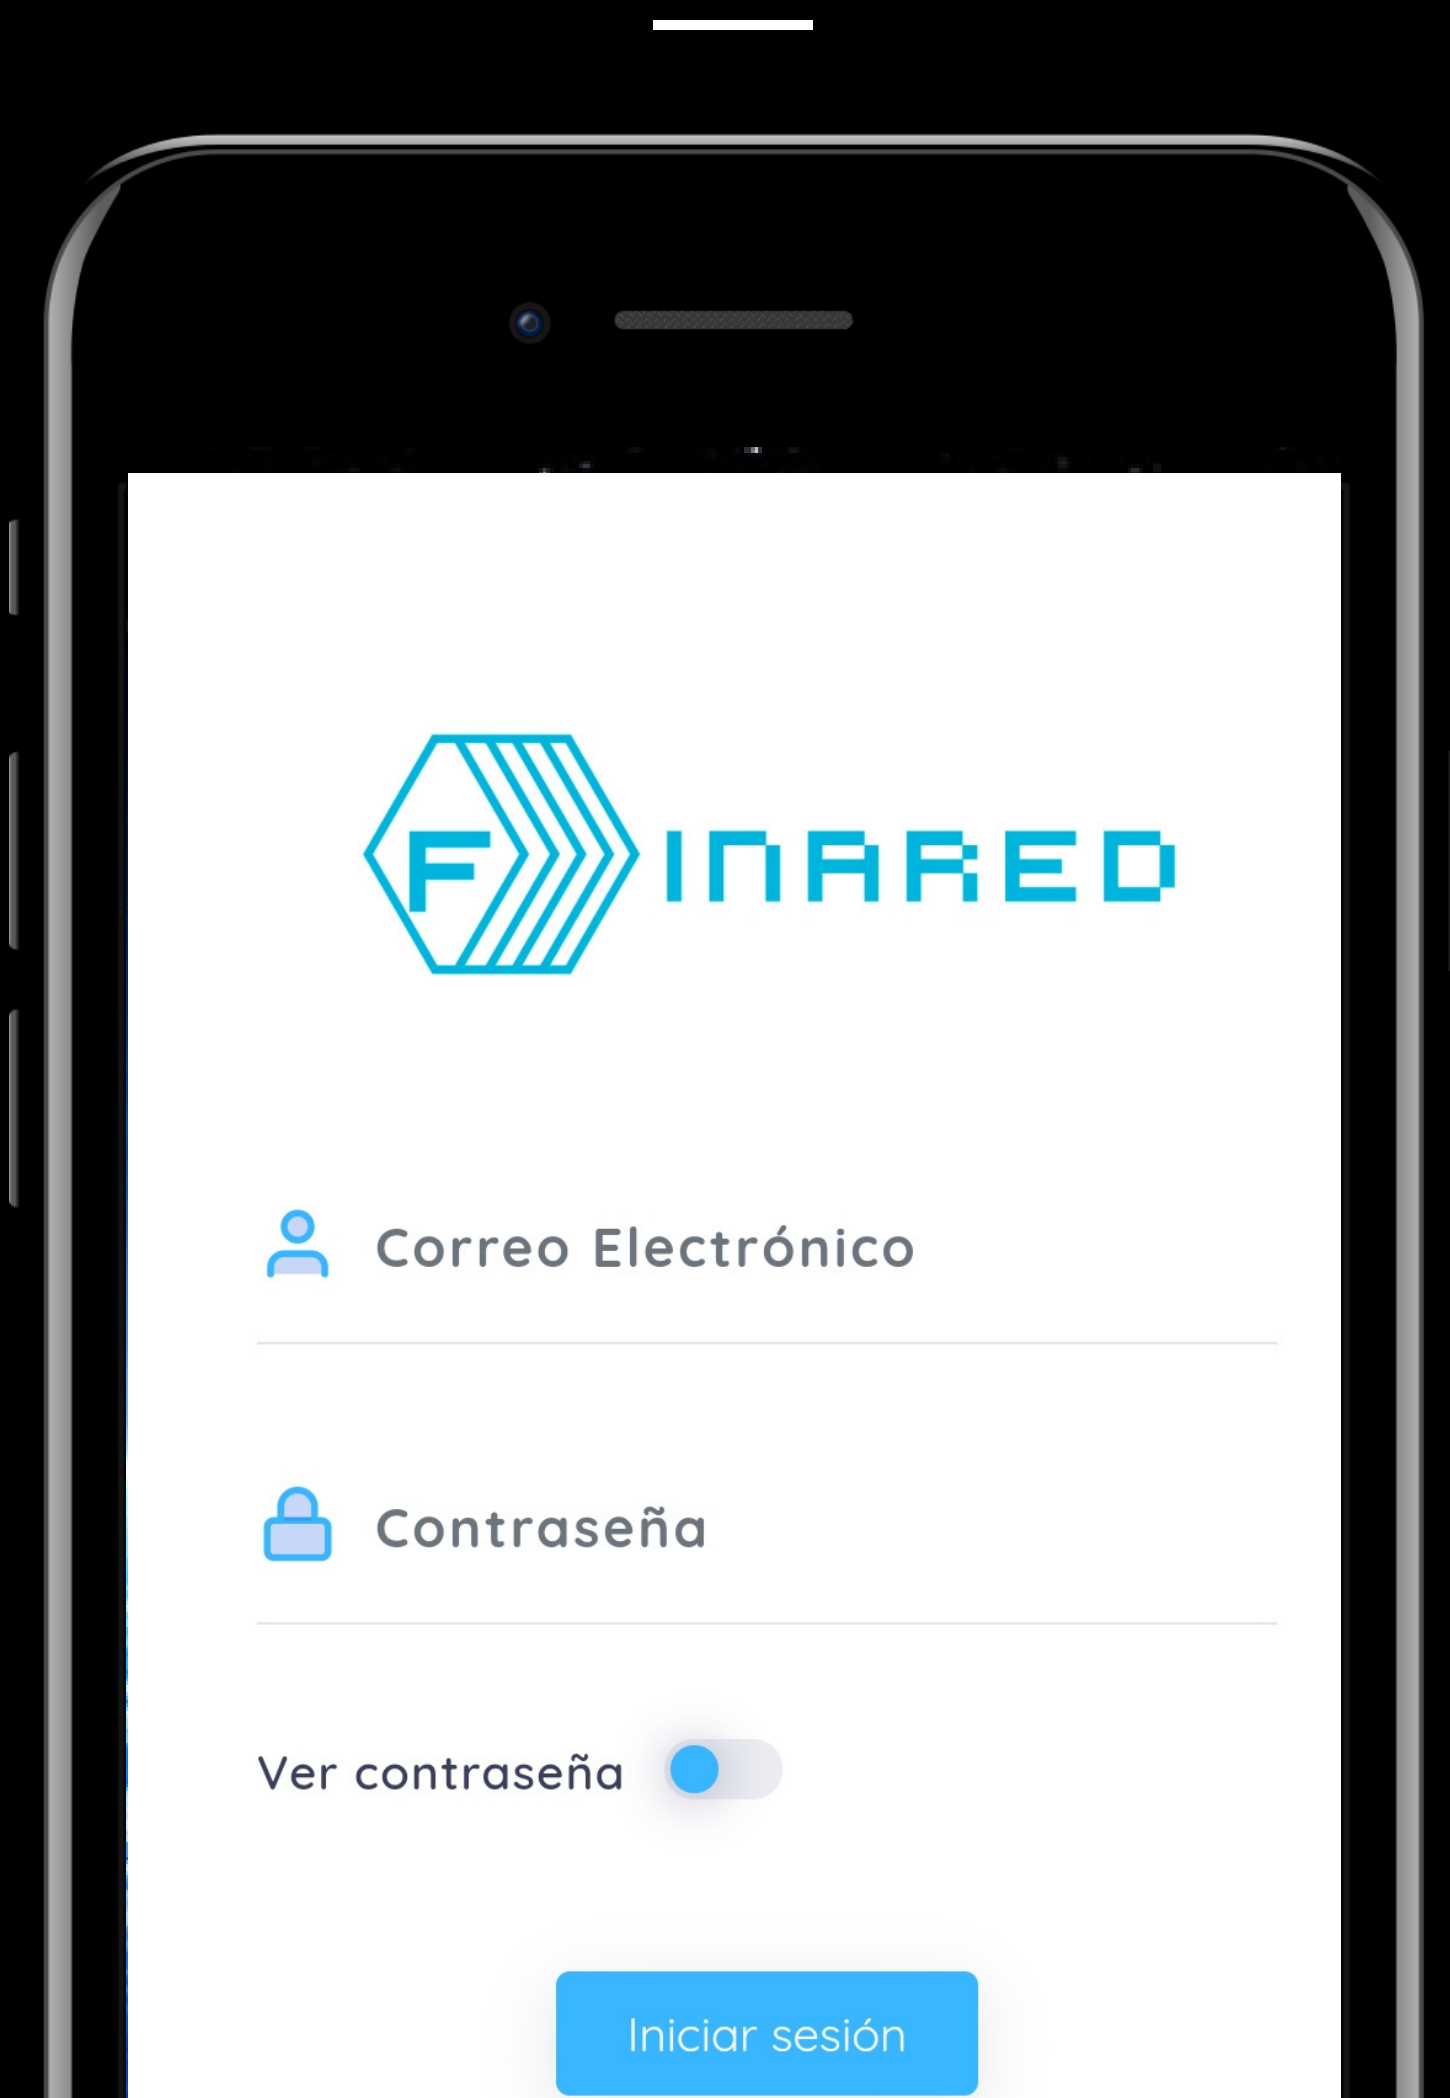 FINARED
Correo Electrónico
Contraseña
Ver contraseña
Iniciar sesión